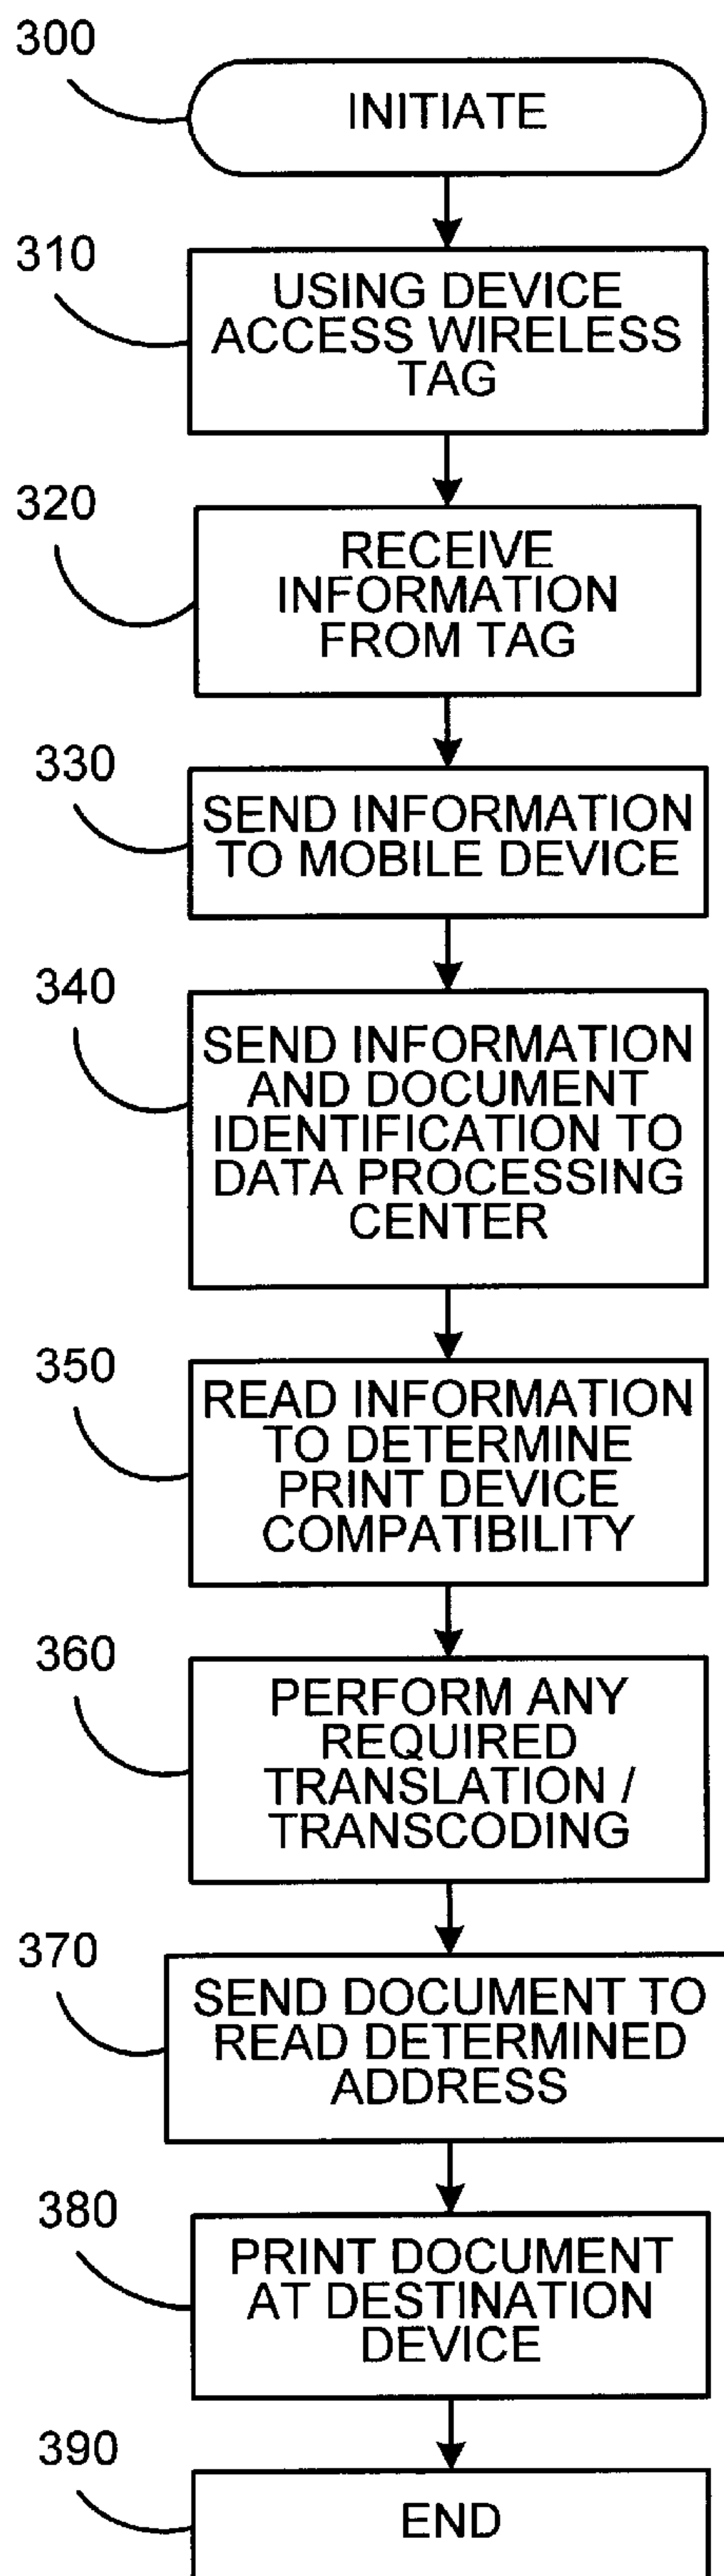 300
INITIATE
310
USING DEVICE
ACCESS WIRELESS
TAG
320
RECEIVE
INFORMATION
FROM TAG
330
SEND INFORMATION
TO MOBILE DEVICE
340
SEND INFORMATION
AND DOCUMENT
IDENTIFICATION TO
DATA PROCESSING
CENTER
350
READ INFORMATION
TO DETERMINE
PRINT DEVICE
COMPATIBILITY
360
PERFORM ANY
REQUIRED
TRANSLATION /
TRANSCODING
370
SEND DOCUMENT TO
READ DETERMINED
ADDRESS
380
PRINT DOCUMENT
AT DESTINATION
DEVICE
390
END